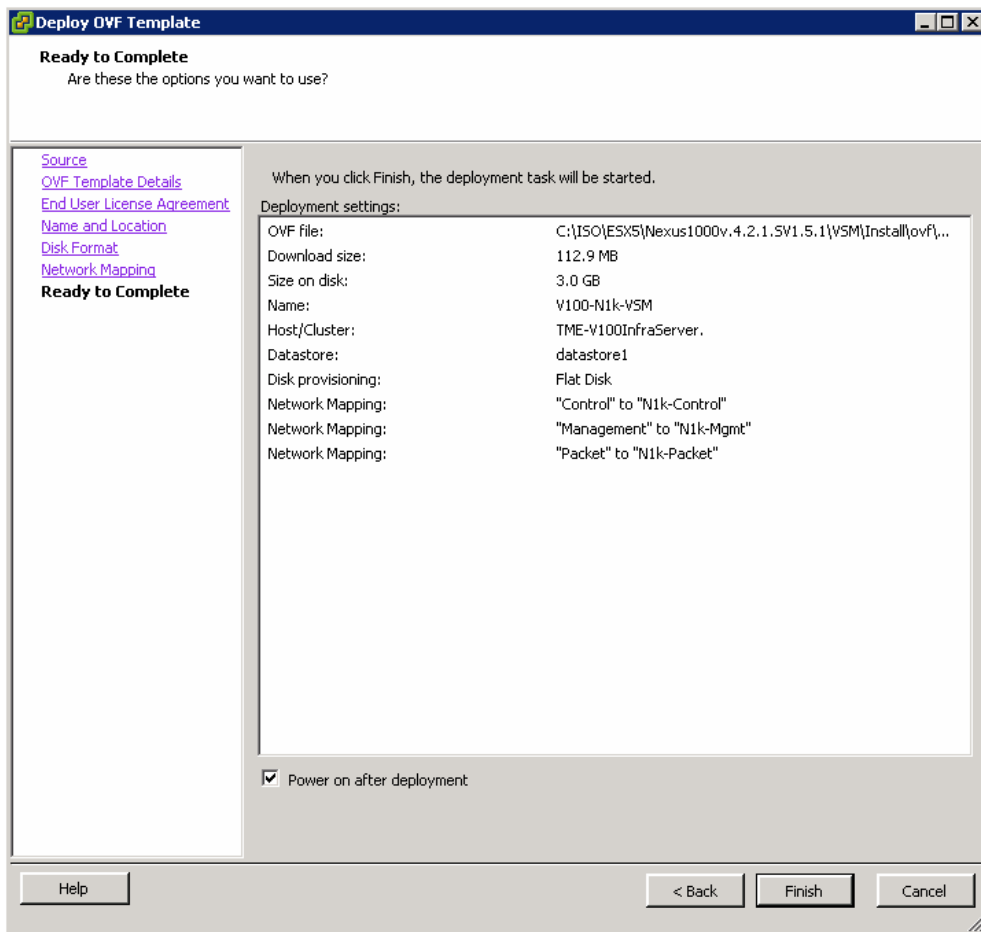 Deploy OVF Template
Ready to Complete
Are these the options you want to use?
Source
OVF Template Details
End User License Agreement
Name and Location
Disk Format
Network Mapping
Ready to Complete
When you click Finish, the deployment task will be started.
Deployment settings:
OVF file: C:\ISO\ESX5\Nexus1000v.4.2.1.SV1.5.1\VSM\Install\ovf\...
Download size: 112.9 MB
Size on disk: 3.0 GB
Name: V100-N1k-VSM
Host/Cluster: TME-V100InfraServer.
Datastore: datastore1
Disk provisioning: Flat Disk
Network Mapping: "Control" to "N1k-Control"
Network Mapping: "Management" to "N1k-Mgmt"
Network Mapping: "Packet" to "N1k-Packet"
Power on after deployment
Help < Back Finish Cancel